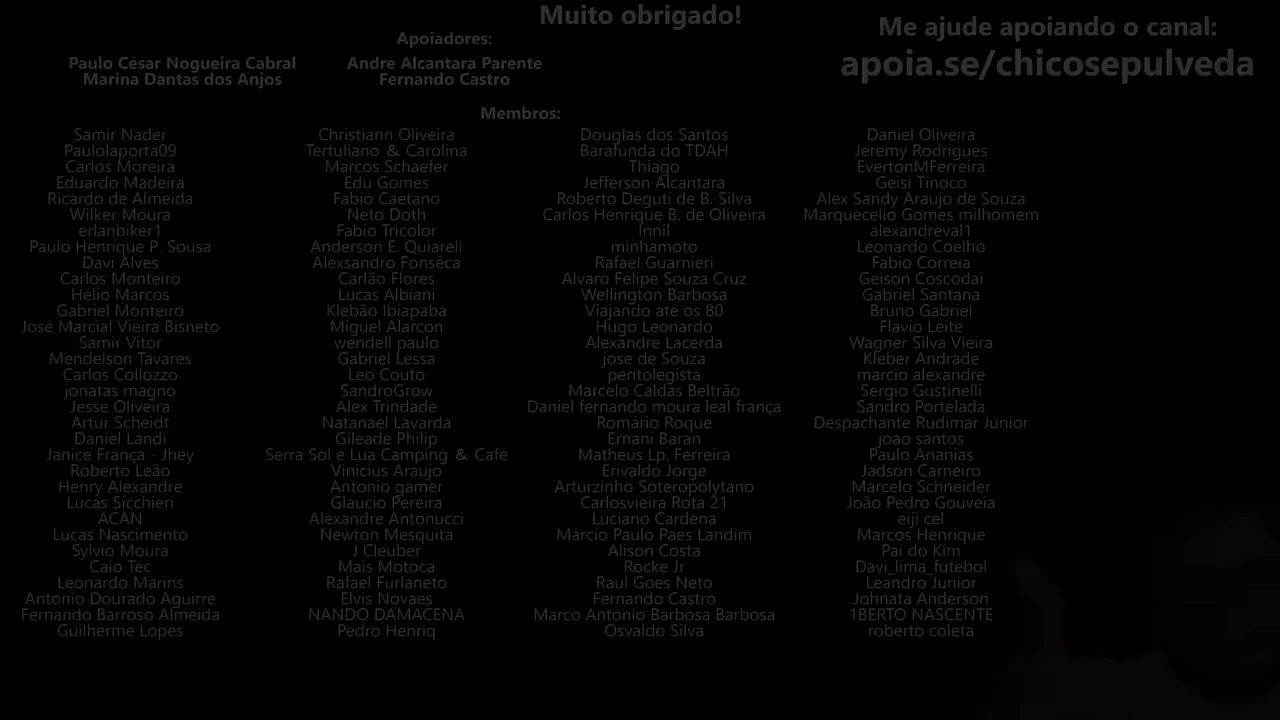 Muito obrigado!
Me ajude apoiando o canal:
apoia.se/chicosepulveda
Apoiadores:
Paulo César Nogueira Cabral
Marina Dantas dos Anjos
Andre Alcantara Parente
Fernando Castro
Membros:
Samir Nader
Paulolaporta09
Carlos Moreira
Eduardo Madeira
Ricardo de Almeida
Wilker Moura
erlanbiker1
Paulo Henrique P. Sousa
Davi Alves
Carlos Monteiro
Hélio Marcos
Gabriel Monteiro
José Marcial Vieira Bisneto
Samir Vitor
Mendelson Tavares
Carlos Collozzo
jonatas magno
Jesse Oliveira
Artur Scheidt
Daniel Landi
Janice França - Jhey
Roberto Leão
Henry Alexandre
Lucas Sicchieri
ACAN
Lucas Nascimento
Sylvio Moura
Caio Tec
Leonardo Marins
Antonio Dourado Aguirre
Fernando Barroso Almeida
Guilherme Lopes
Christiann Oliveira
Tertuliano & Carolina
Marcos Schaefer
Edu Gomes
Fabio Caetano
Neto Doth
Fabio Tricolor
Anderson E. Quiareli
Alexsandro Fonsêca
Carlão Flores
Lucas Albiani
Klebão Ibiapaba
Miguel Alarcon
wendell paulo
Gabriel Lessa
Leo Couto
SandroGrow
Alex Trindade
Natanael Lavarda
Gileade Philip
Serra Sol e Lua Camping & Café
Vinicius Araujo
Antonio gamer
Glaucio Pereira
Alexandre Antonucci
Newton Mesquita
J Cleuber
Mais Motoca
Rafael Furlaneto
Elvis Novaes
NANDO DAMACENA
Pedro Henriq
Douglas dos Santos
Barafunda do TDAH
Thiago
Jefferson Alcantara
Roberto Deguti de B. Silva
Carlos Henrique B. de Oliveira
Innil
minhamoto
Rafael Guarnieri
Alvaro Felipe Souza Cruz
Wellington Barbosa
Viajando até os 80
Hugo Leonardo
Alexandre Lacerda
jose de Souza
peritolegista
Marcelo Caldas Beltrão
Daniel fernando moura leal frança
Romário Roque
Ernani Baran
Matheus Lp. Ferreira
Erivaldo Jorge
Arturzinho Soteropolytano
Carlosvieira Rota 21
Luciano Cardena
Márcio Paulo Paes Landim
Alison Costa
Rocke Jr
Raul Goes Neto
Fernando Castro
Marco Antonio Barbosa Barbosa
Osvaldo Silva
Daniel Oliveira
Jeremy Rodrigues
EvertonMFerreira
Geisi Tinoco
Alex Sandy Araujo de Souza
Marquecelio Gomes milhomem
alexandreval1
Leonardo Coelho
Fabio Correia
Geison Coscodai
Gabriel Santana
Bruno Gabriel
Flavio Leite
Wagner Silva Vieira
Kleber Andrade
marcio alexandre
Sergio Gustinelli
Sandro Portelada
Despachante Rudimar Júnior
joao santos
Paulo Ananias
Jadson Carneiro
Marcelo Schneider
João Pedro Gouveia
eiji cel
Marcos Henrique
Pai do Kim
Davi_lima_futebol
Leandro Junior
Johnata Anderson
1BERTO NASCENTE
roberto coleta